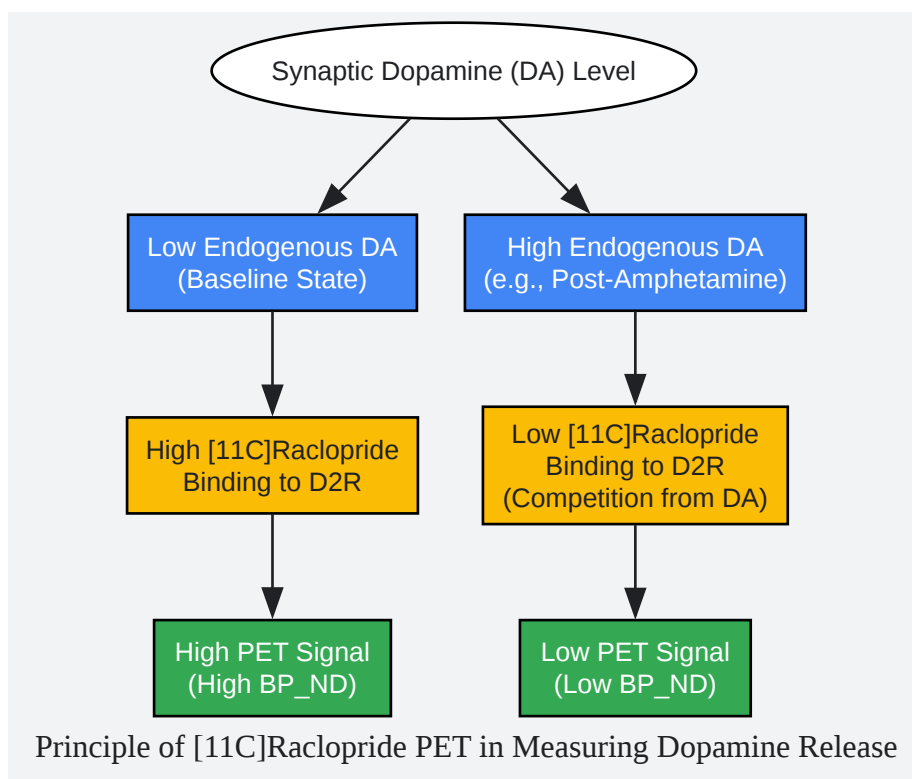 Synaptic Dopamine (DA) Level
Low Endogenous DA
(Baseline State)
High Endogenous DA
(e.g., Post-Amphetamine)
High [11C]Raclopride
Binding to D2R
Low [11C]Raclopride
Binding to D2R
(Competition from DA)
High PET Signal
(High BP_ND)
Low PET Signal
(Low BP_ND)
Principle of [11C]Raclopride PET in Measuring Dopamine Release